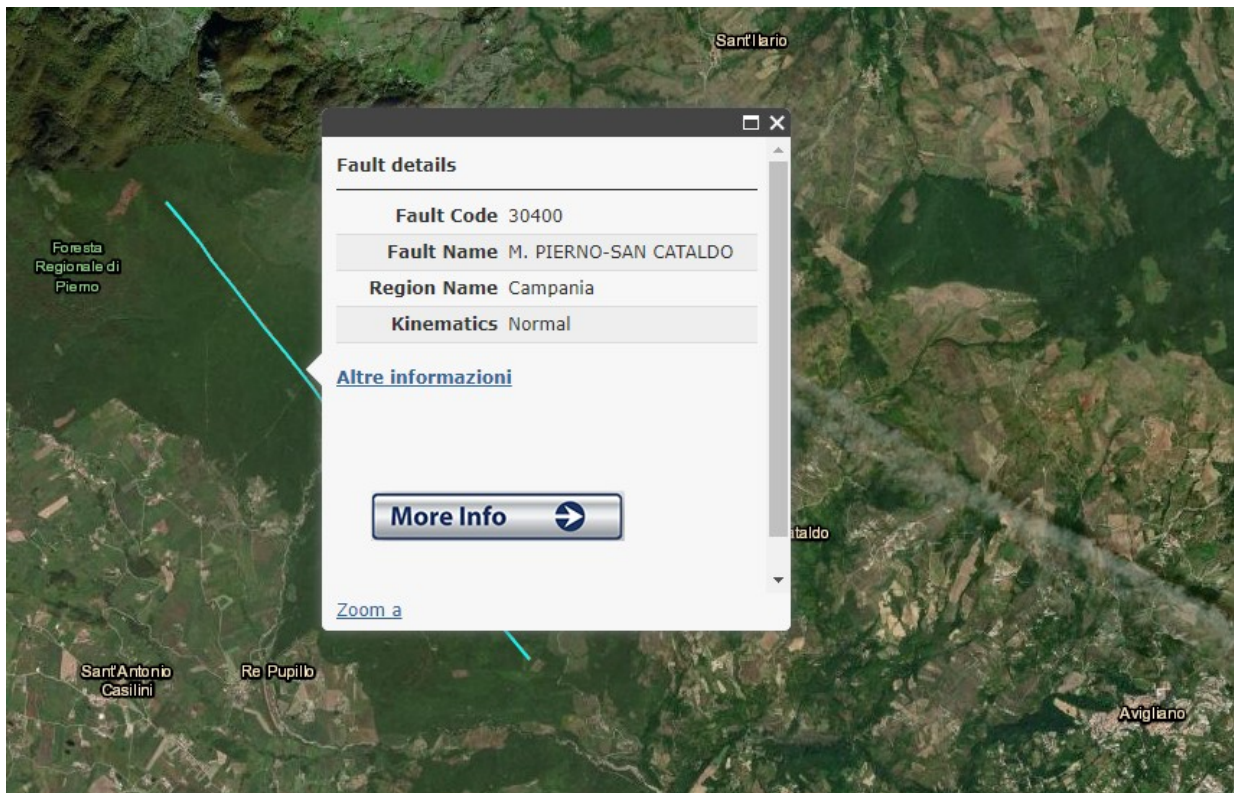 Sant'Ilario
Fault details
Fault Code 30400
Fault Name M. PIERNO-SAN CATALDO
Region Name Campania
Kinematics Normal
Altre informazioni
More Info
Zoom a
Foresta
Regionale di
Pierno
ataldo
Sant'Antonio
Casilini
Re Pupillo
Avigliano